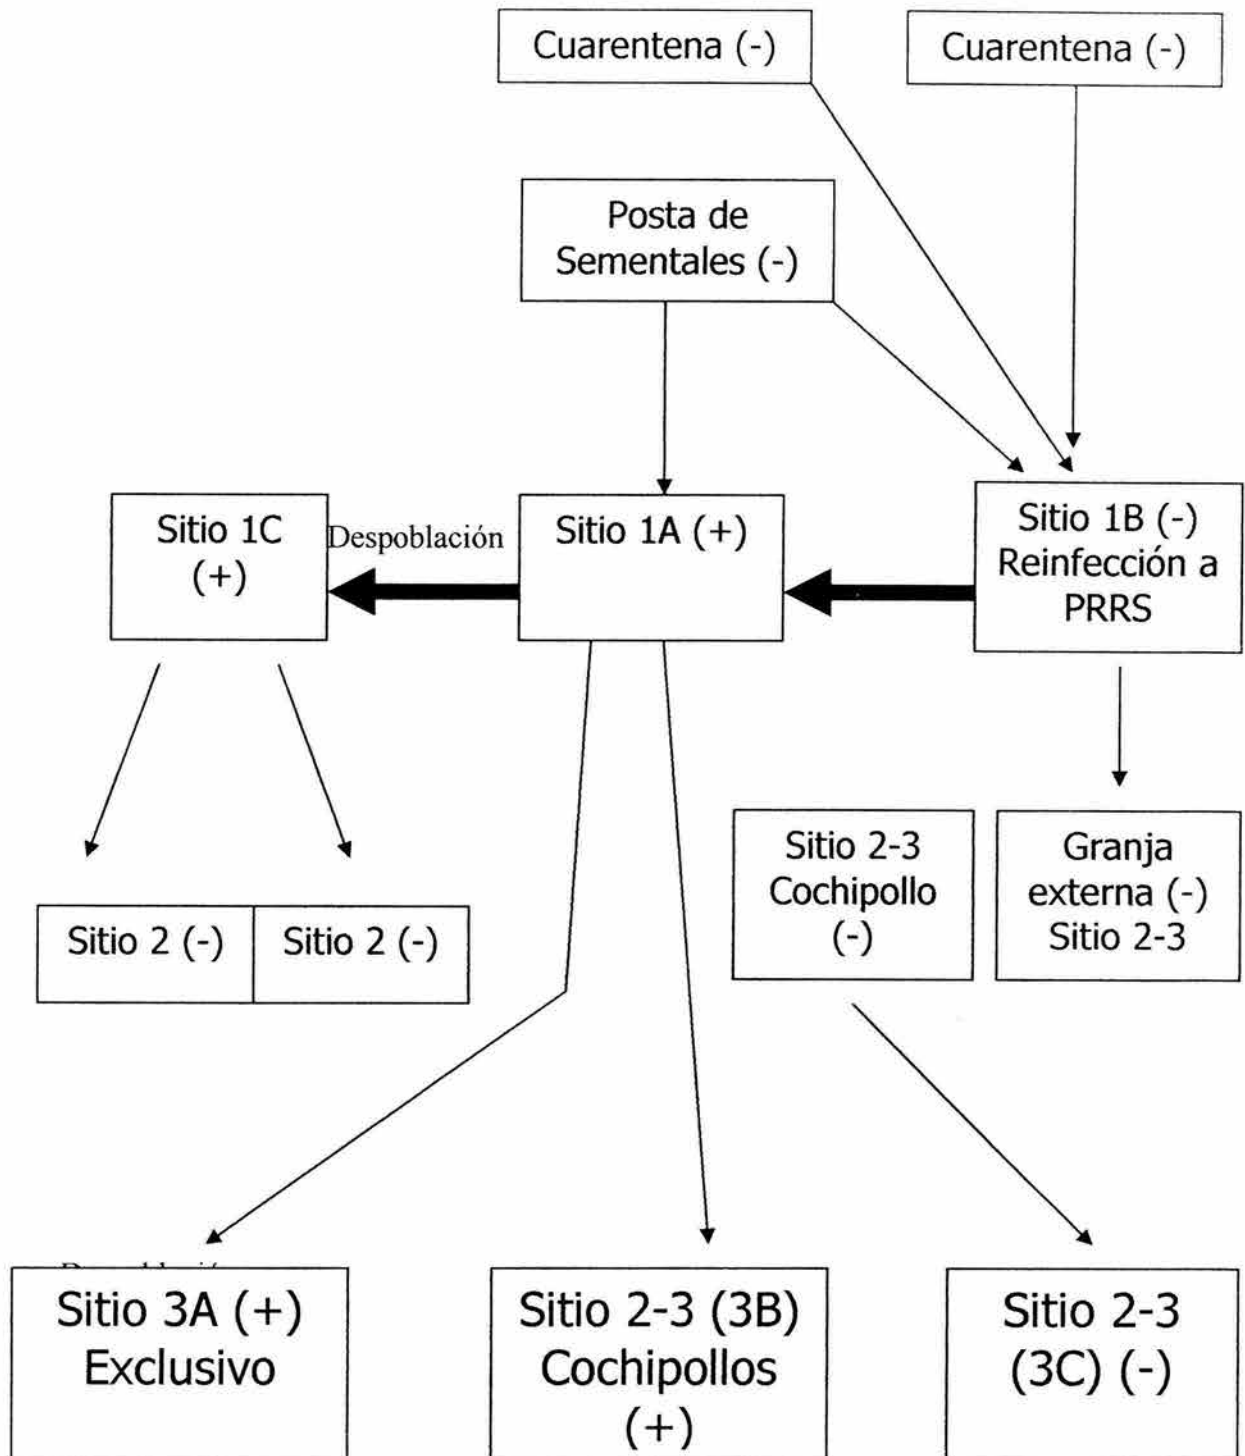 Cuarentena (-)
Cuarentena (-)
Posta de
Sementales (-)
Sitio 1C
(+)
Despoblación
Sitio 1A (+)
Sitio 1B (-)
Reinfección a
PRRS
Sitio 2-3
Cochipollo
(-)
Granja
externa (-)
Sitio 2-3
Sitio 2 (-)
Sitio 2 (-)
Sitio 3A (+)
Exclusivo
Sitio 2-3 (3B)
Cochipollos
(+)
Sitio 2-3
(3C) (-)